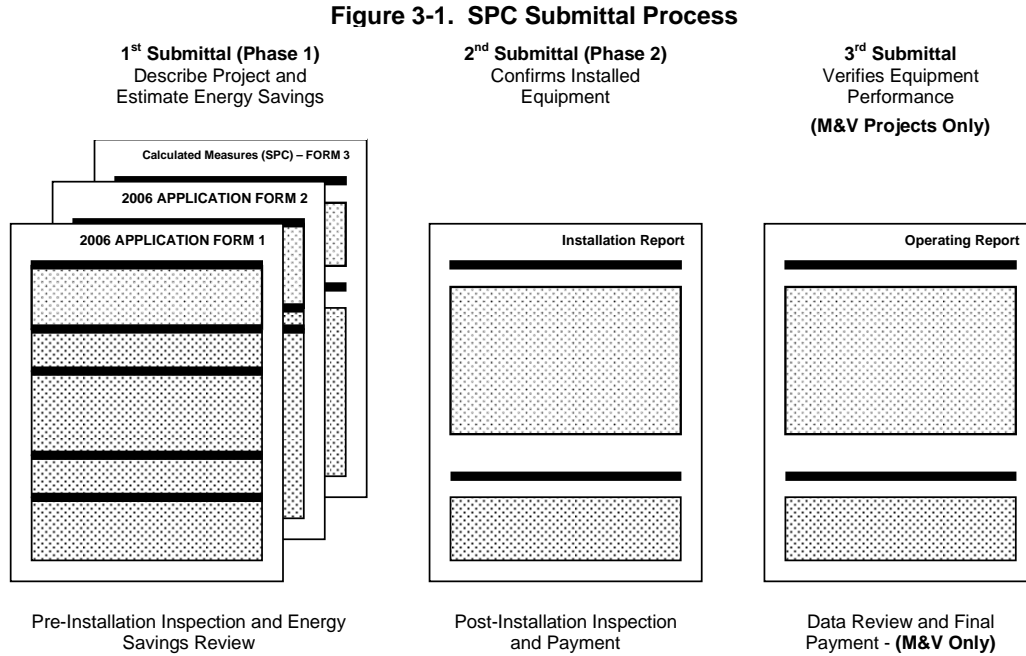 Figure 3-1. SPC Submittal Process
1st Submittal (Phase 1)
Describe Project and
Estimate Energy Savings
2nd Submittal (Phase 2)
Confirms Installed
Equipment
3rd Submittal
Verifies Equipment
Performance
(M&V Projects Only)
Calculated Measures (SPC) – FORM 3
2006 APPLICATION FORM 2
2006 APPLICATION FORM 1
Installation Report
Operating Report
Pre-Installation Inspection and Energy
Savings Review
Post-Installation Inspection
and Payment
Data Review and Final
Payment - (M&V Only)